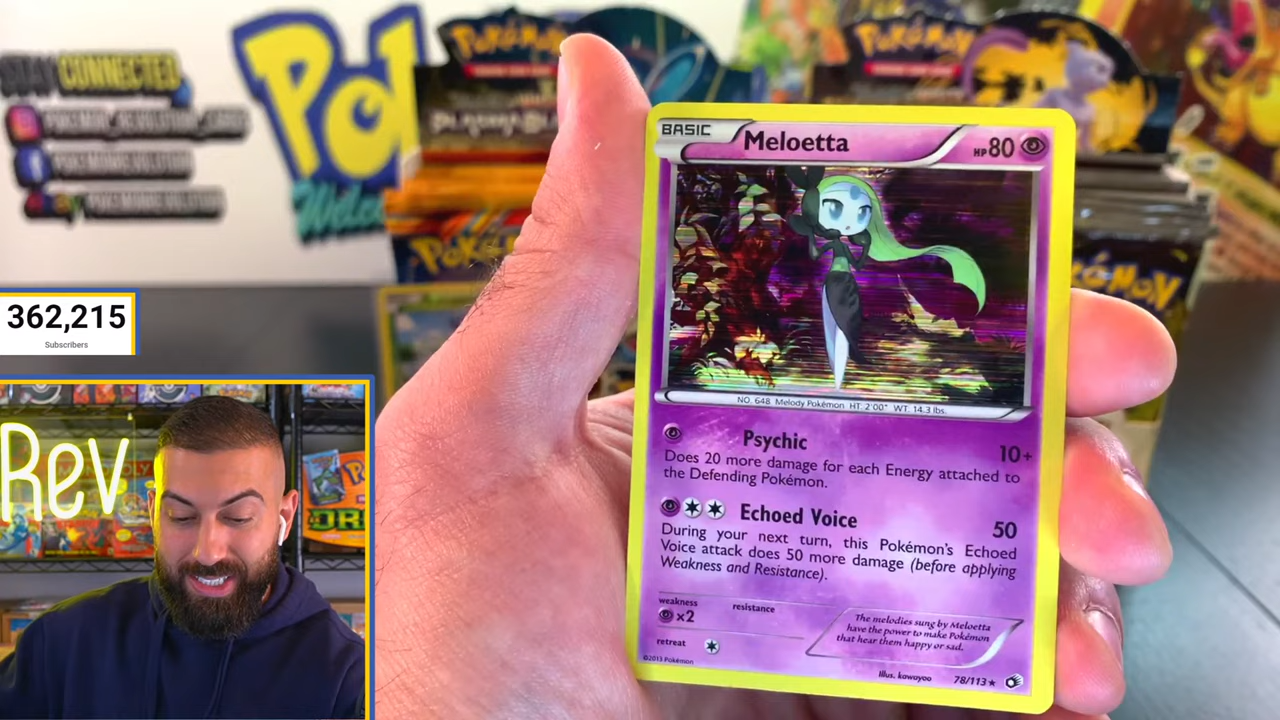 STAY CONNECTED
Pokémon
362,215
Subscribers
Rev
BASIC
Meloetta
HP80
NO. 648 Melody Pokémon HT. 2'00" WT. 14.3 lbs.
Psychic
10+
Does 20 more damage for each Energy attached to
the Defending Pokémon.
Echoed Voice
50
During your next turn, this Pokémon's Echoed
Voice attack does 50 more damage (before applying
Weakness and Resistance).
weakness
×2
resistance
retreat
The melodies sung by Meloetta
have the power to make Pokémon
that hear them happy or sad.
©2013 Pokémon
Illus. kawayoo
78/113